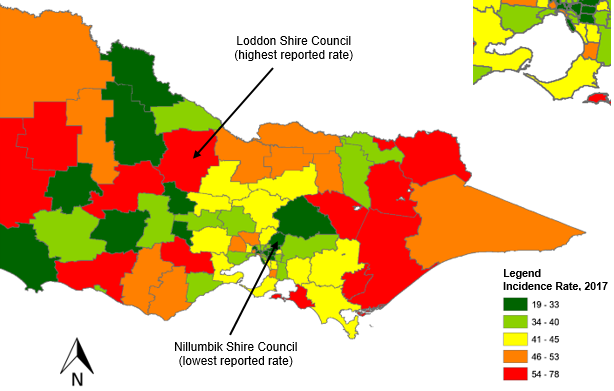 Loddon Shire Council
(highest reported rate)
Nillumbik Shire Council
(lowest reported rate)
N
Legend
Incidence Rate, 2017
19 - 33
34 - 40
41 - 45
46 - 53
54 - 78